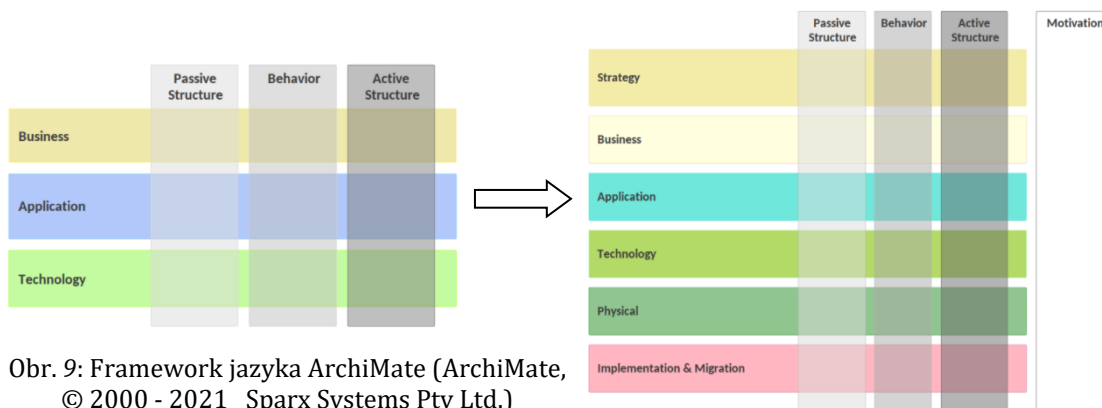 Passive
Structure
Behavior
Active
Structure
Business
Application
Technology
Passive
Structure
Behavior
Active
Structure
Motivation
Strategy
Business
Application
Technology
Physical
Implementation & Migration
Obr. 9: Framework jazyka ArchiMate (ArchiMate,
© 2000 - 2021 Sparx Systems Pty Ltd.)